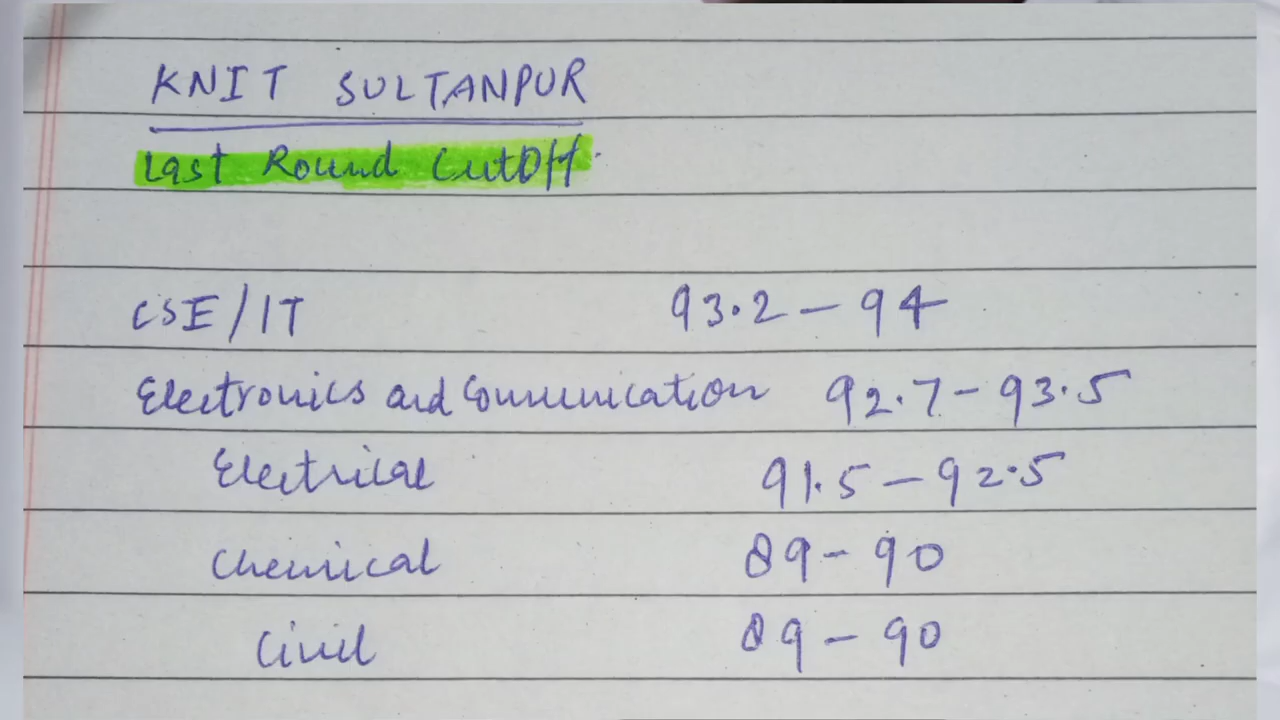 KNIT SULTANPUR
Last Round CutOff.
CSE/IT 93.2-94
Electronics and Communication 92.7-93.5
Electrical 91.5-92.5
Chemical 89-90
Civil 89-90